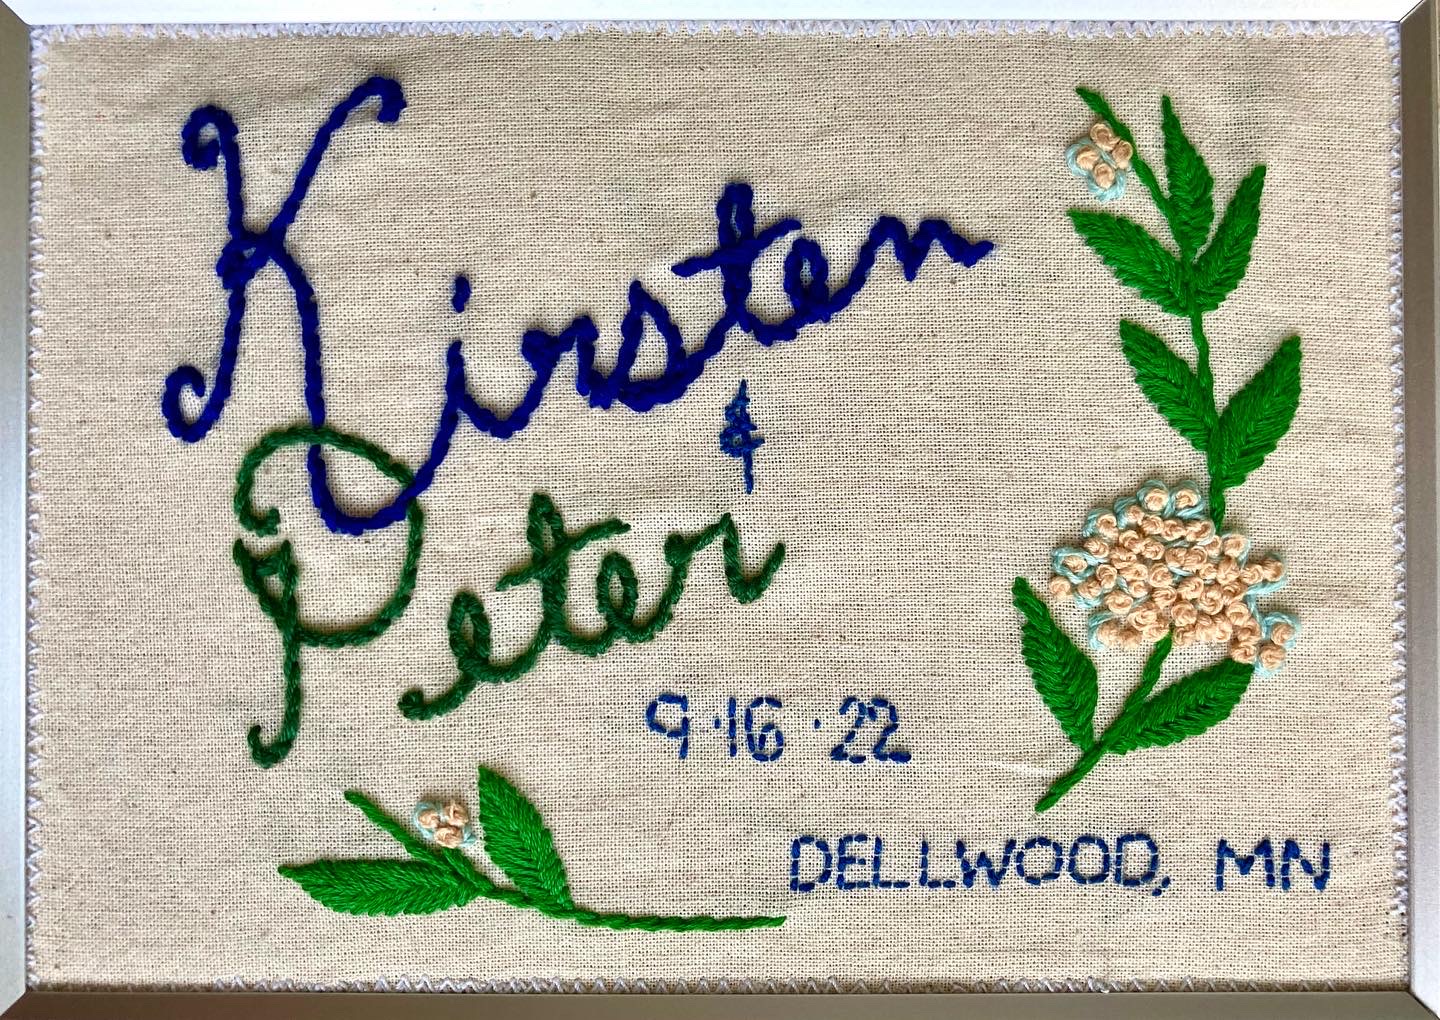 Kirsten
&
Peter
9·16·22
DELLWOOD, MN